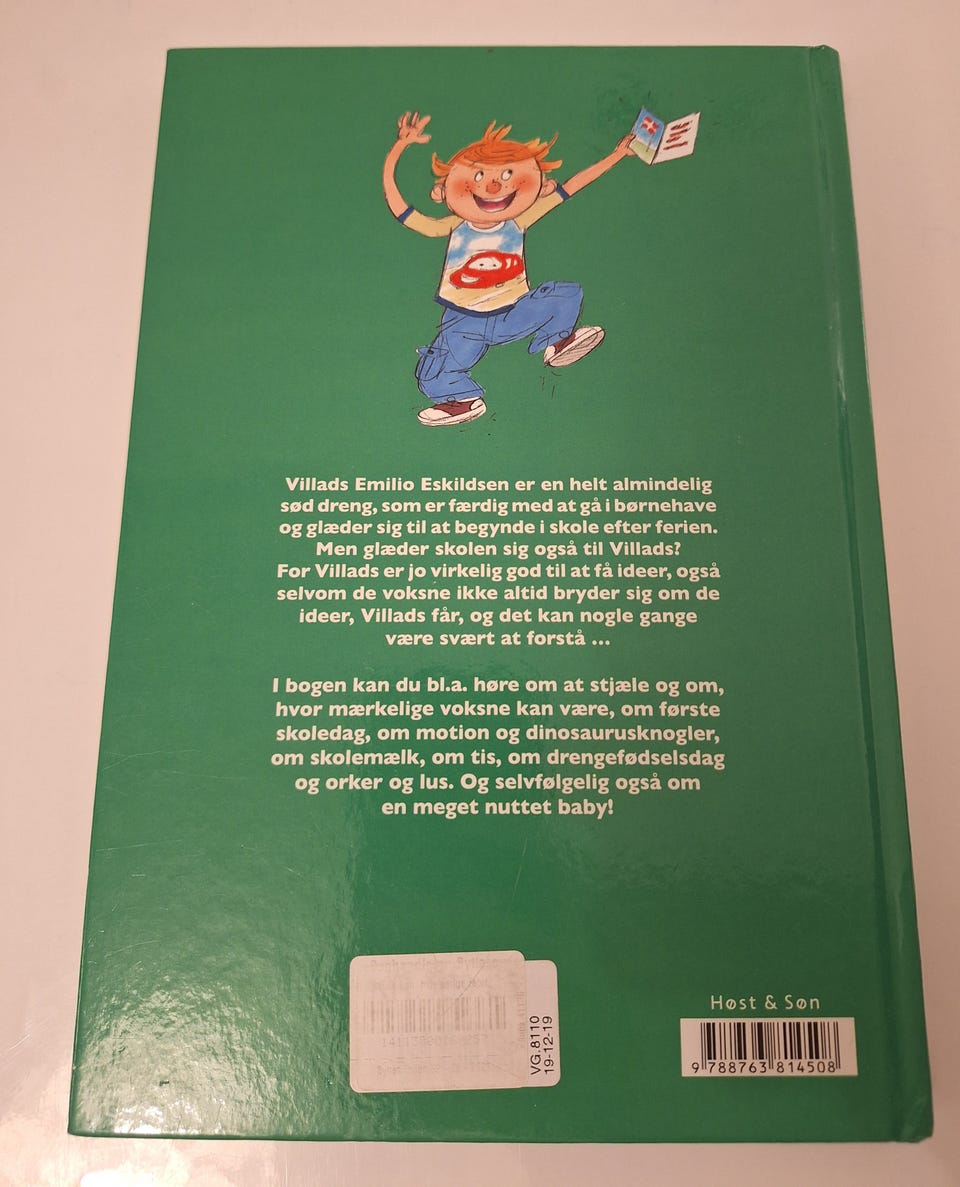 Villads Emilio Eskildsen er en helt almindelig
sød dreng, som er færdig med at gå i børnehave
og glæder sig til at begynde i skole efter ferien.
Men glæder skolen sig også til Villads?
For Villads er jo virkelig god til at få ideer, også
selvom de voksne ikke altid bryder sig om de
ideer, Villads får, og det kan nogle gange
være svært at forstå ...
I bogen kan du bl.a. høre om at stjæle og om,
hvor mærkelige voksne kan være, om første
skoledag, om motion og dinosaurusknogler,
om skolemælk, om tis, om drengefødselsdag
og orker og lus. Og selvfølgelig også om
en meget nuttet baby!
VG.8110
19-12-19
Høst & Søn
9 788763 814508